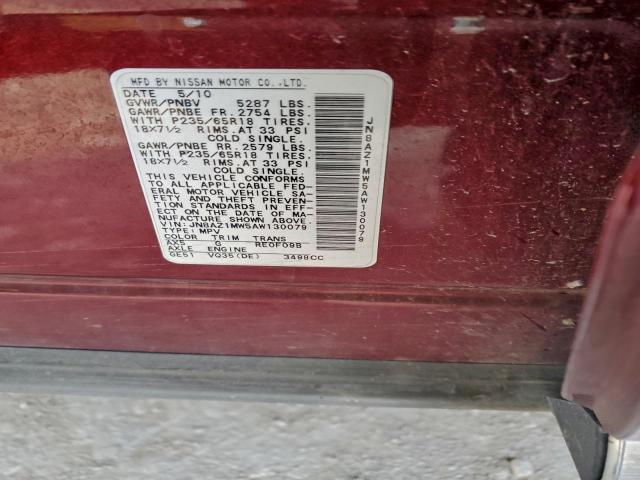 MFD BY NISSAN MOTOR CO.,LTD.
DATE 5/10
GVWR/PNBV 5287 LBS.
GAWR/PNBE FR. 2754 LBS.
WITH P235/65R18 TIRES.
18X7½ RIMS.AT 33 PSI
COLD SINGLE.
GAWR/PNBE RR. 2579 LBS.
WITH P235/65R18 TIRES.
18X7½ RIMS.AT 33 PSI
COLD SINGLE.
THIS VEHICLE CONFORMS
TO ALL APPLICABLE FED-
ERAL MOTOR VEHICLE SA-
FETY AND THEFT PREVEN-
TION STANDARDS IN EFF-
ECT ON THE DATE OF MA-
NUFACTURE SHOWN ABOVE.
VIN:JN8AZ1MW5AW130079
TYPE:MPV
COLOR TRIM TRANS
AX5 G RE0F09B
AXLE ENGINE
GE51 VQ35(DE) 3498CC
JN8AZ1MW5AW130079